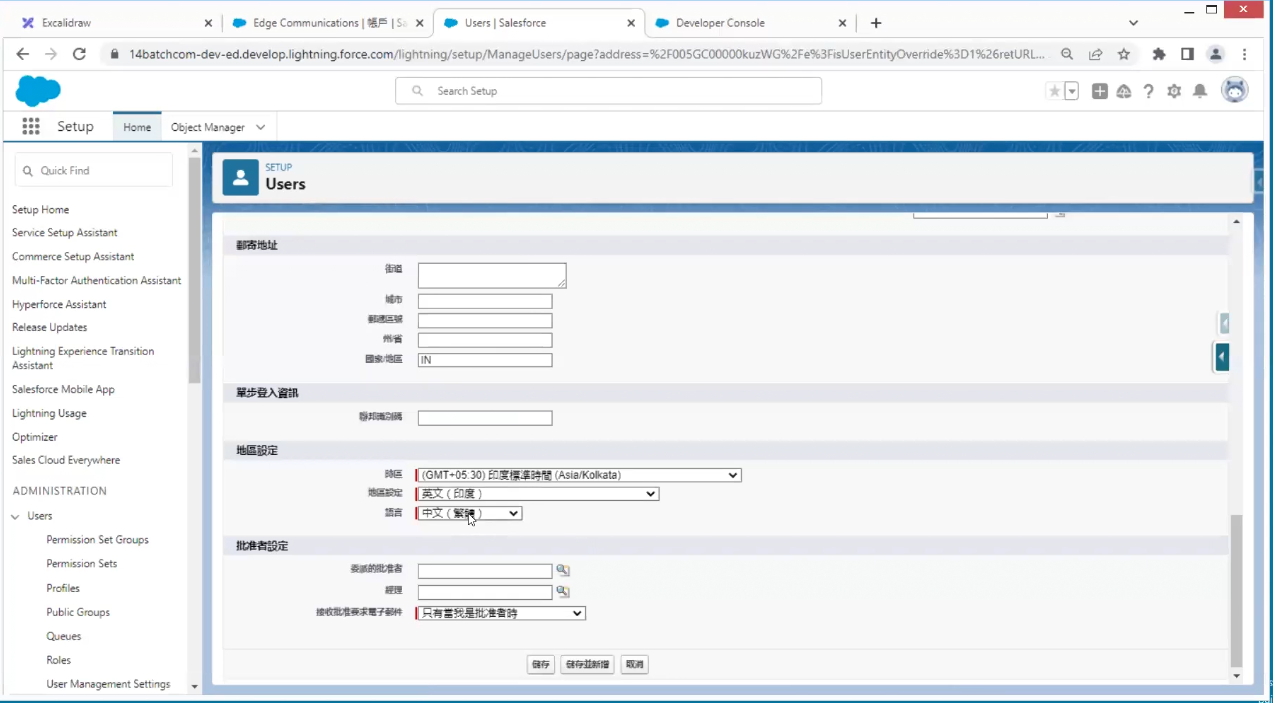 Excalidraw
Edge Communications | 帳戶 | Sa
Users | Salesforce
Developer Console
14batchcom-dev-ed.develop.lightning.force.com/lightning/setup/ManageUsers/page?address=%2F005GC00000kuzWG%2Fe%3FisUserEntityOverride%3D1%26retURL...
Search Setup
Setup
Home
Object Manager
Quick Find
SETUP
Users
Setup Home
Service Setup Assistant
Commerce Setup Assistant
Multi-Factor Authentication Assistant
Hyperforce Assistant
Release Updates
Lightning Experience Transition
Assistant
Salesforce Mobile App
Lightning Usage
Optimizer
Sales Cloud Everywhere
ADMINISTRATION
Users
Permission Set Groups
Permission Sets
Profiles
Public Groups
Queues
Roles
User Management Settings
郵寄地址
街道
城市
郵遞區號
州/省
國家/地區 IN
單步登入資訊
聯邦識別碼
地區設定
時區 (GMT+05:30) 印度標準時間 (Asia/Kolkata)
地區設定 英文 ( 印度 )
語言 中文 ( 繁體 )
批准者設定
委派的批准者
經理
接收批准要求電子郵件 只有當我是批准者時
儲存 儲存並新增 取消